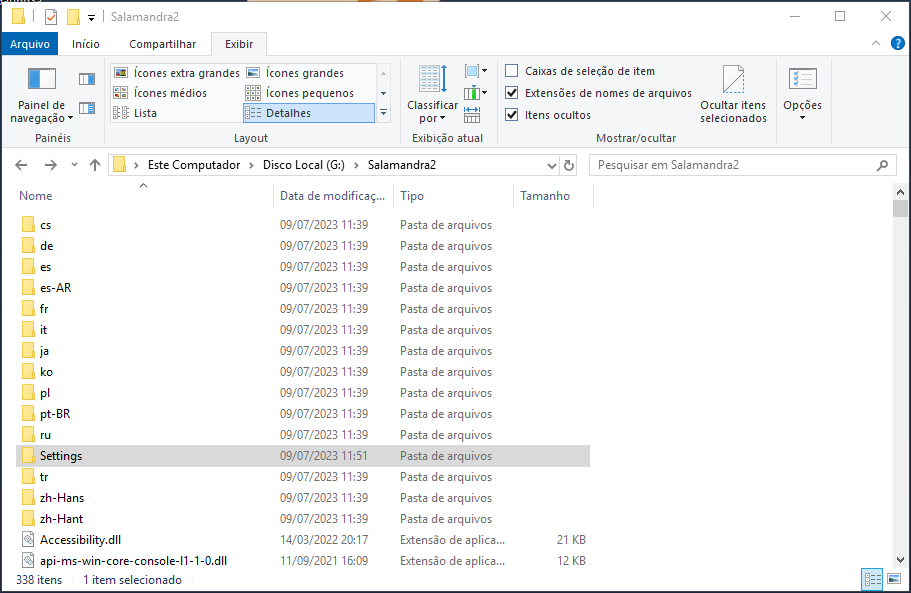 Salamandra2
Arquivo Início Compartilhar Exibir
Painel de navegação
Ícones extra grandes Ícones grandes
Ícones médios Ícones pequenos
Lista Detalhes
Classificar por
Caixas de seleção de item
Extensões de nomes de arquivos
Itens ocultos
Ocultar itens selecionados
Opções
Painéis Layout Exibição atual Mostrar/ocultar
Este Computador Disco Local (G:) Salamandra2 Pesquisar em Salamandra2
Nome Data de modificaç... Tipo Tamanho
cs 09/07/2023 11:39 Pasta de arquivos
de 09/07/2023 11:39 Pasta de arquivos
es 09/07/2023 11:39 Pasta de arquivos
es-AR 09/07/2023 11:39 Pasta de arquivos
fr 09/07/2023 11:39 Pasta de arquivos
it 09/07/2023 11:39 Pasta de arquivos
ja 09/07/2023 11:39 Pasta de arquivos
ko 09/07/2023 11:39 Pasta de arquivos
pl 09/07/2023 11:39 Pasta de arquivos
pt-BR 09/07/2023 11:39 Pasta de arquivos
ru 09/07/2023 11:39 Pasta de arquivos
Settings 09/07/2023 11:51 Pasta de arquivos
tr 09/07/2023 11:39 Pasta de arquivos
zh-Hans 09/07/2023 11:39 Pasta de arquivos
zh-Hant 09/07/2023 11:39 Pasta de arquivos
Accessibility.dll 14/03/2022 20:17 Extensão de aplica... 21 KB
api-ms-win-core-console-l1-1-0.dll 11/09/2021 16:09 Extensão de aplica... 12 KB
338 itens 1 item selecionado